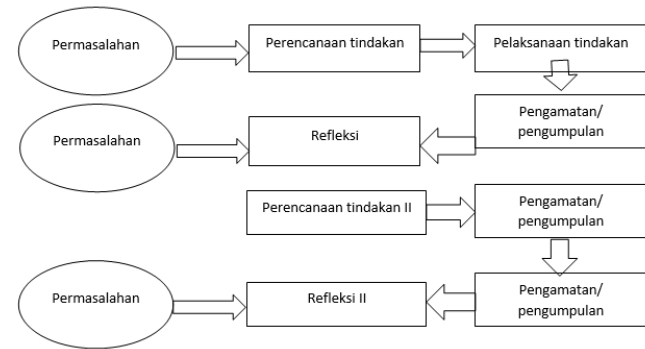 Permasalahan
Perencanaan tindakan
Pelaksanaan tindakan
Permasalahan
Refleksi
Pengamatan/
pengumpulan
Perencanaan tindakan II
Pengamatan/
pengumpulan
Permasalahan
Refleksi II
Pengamatan/
pengumpulan